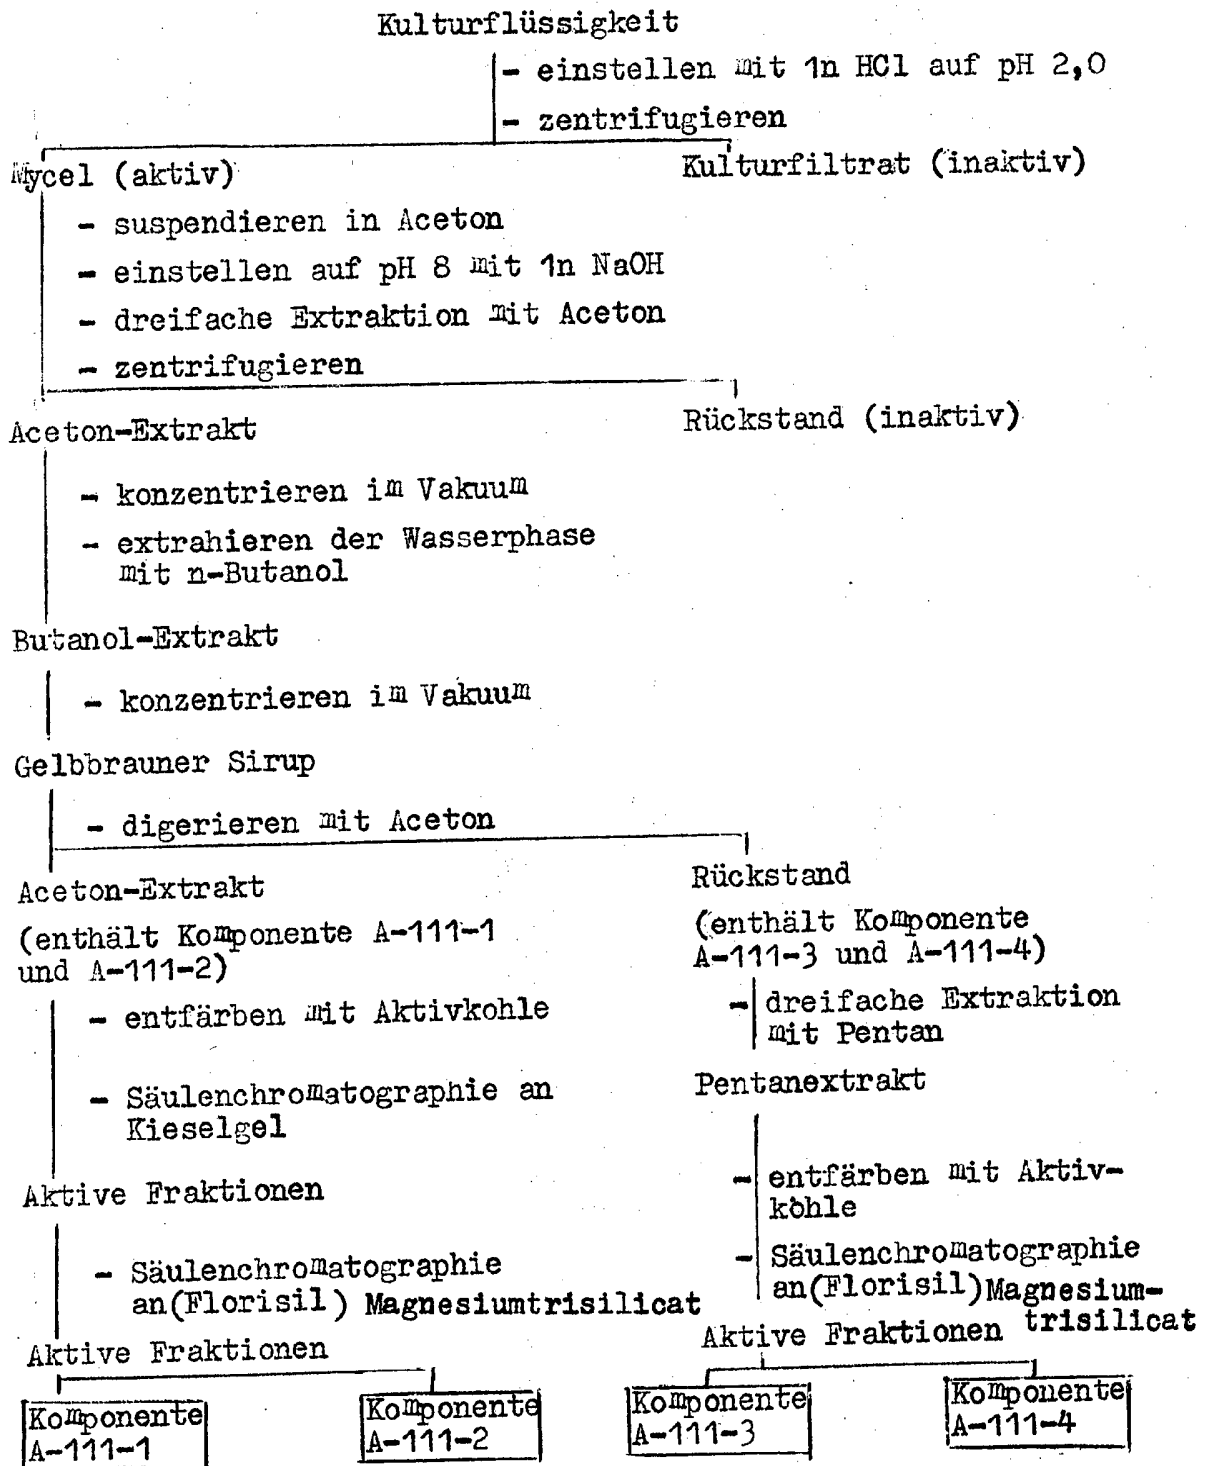 Kulturflüssigkeit
- einstellen mit 1n HCl auf pH 2,0
- zentrifugieren
Mycel (aktiv)
Kulturfiltrat (inaktiv)
- suspendieren in Aceton
- einstellen auf pH 8 mit 1n NaOH
- dreifache Extraktion mit Aceton
- zentrifugieren
Aceton-Extrakt
Rückstand (inaktiv)
- konzentrieren im Vakuum
- extrahieren der Wasserphase
mit n-Butanol
Butanol-Extrakt
- konzentrieren im Vakuum
Gelbbrauner Sirup
- digerieren mit Aceton
Aceton-Extrakt
(enthält Komponente A-111-1
und A-111-2)
- entfärben mit Aktivkohle
- Säulenchromatographie an
Kieselgel
Aktive Fraktionen
- Säulenchromatographie
an(Florisil) Magnesiumtrisilicat
Aktive Fraktionen
Komponente
A-111-1
Komponente
A-111-2
Rückstand
(enthält Komponente
A-111-3 und A-111-4)
- dreifache Extraktion
mit Pentan
Pentanextrakt
- entfärben mit Aktiv-
kohle
- Säulenchromatographie
an(Florisil)Magnesium-
trisilicat
Aktive Fraktionen
Komponente
A-111-3
Komponente
A-111-4